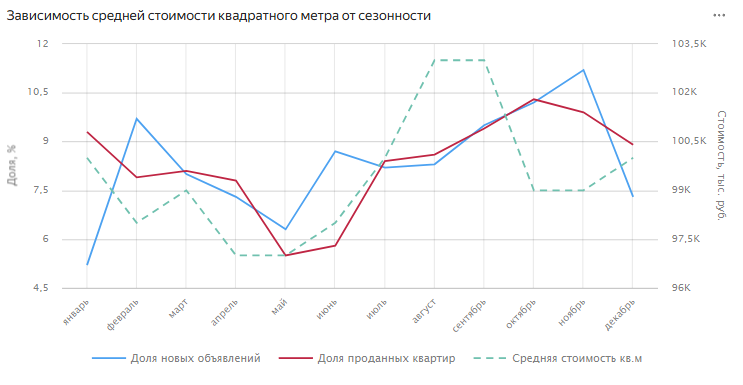 Зависимость средней стоимости квадратного метра от сезонности
12
10,5
9
7,5
6
4,5
Доля, %
103,5K
102K
100,5K
99K
97,5K
96K
Стоимость, тыс. руб.
январь
февраль
март
апрель
май
июнь
июль
август
сентябрь
октябрь
ноябрь
декабрь
Доля новых объявлений
Доля проданных квартир
Средняя стоимость кв.м